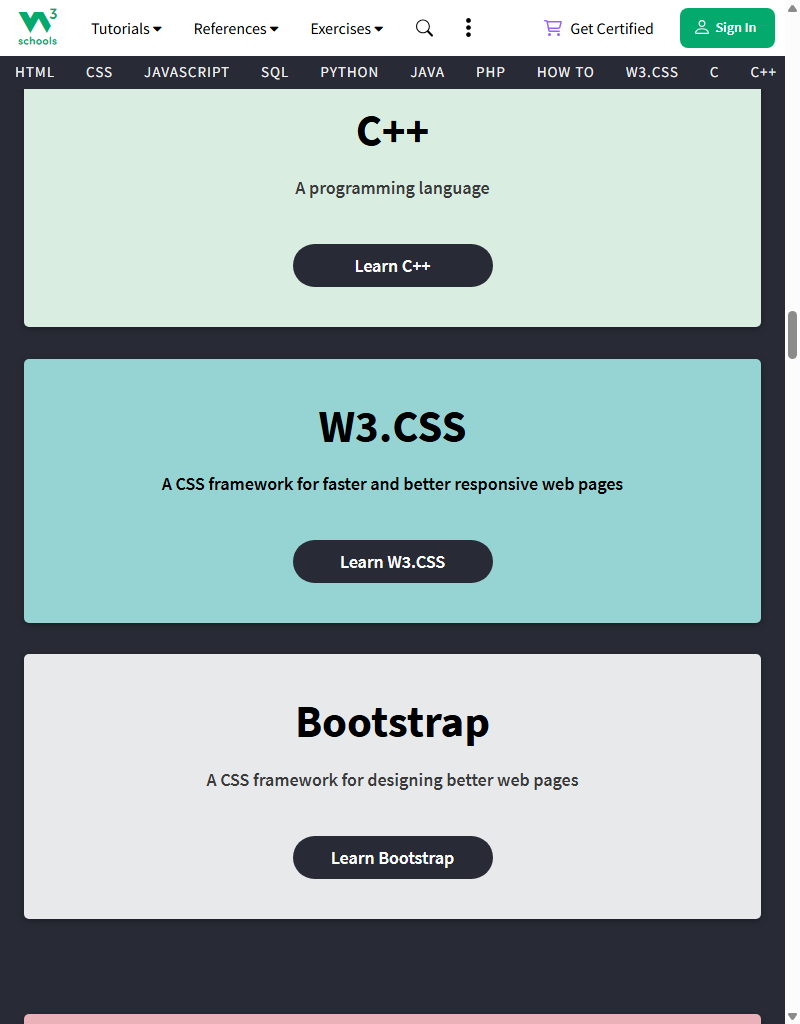 W3 schools
Tutorials References Exercises Get Certified Sign In
HTML CSS JAVASCRIPT SQL PYTHON JAVA PHP HOW TO W3.CSS C C++
C++
A programming language
Learn C++
W3.CSS
A CSS framework for faster and better responsive web pages
Learn W3.CSS
Bootstrap
A CSS framework for designing better web pages
Learn Bootstrap